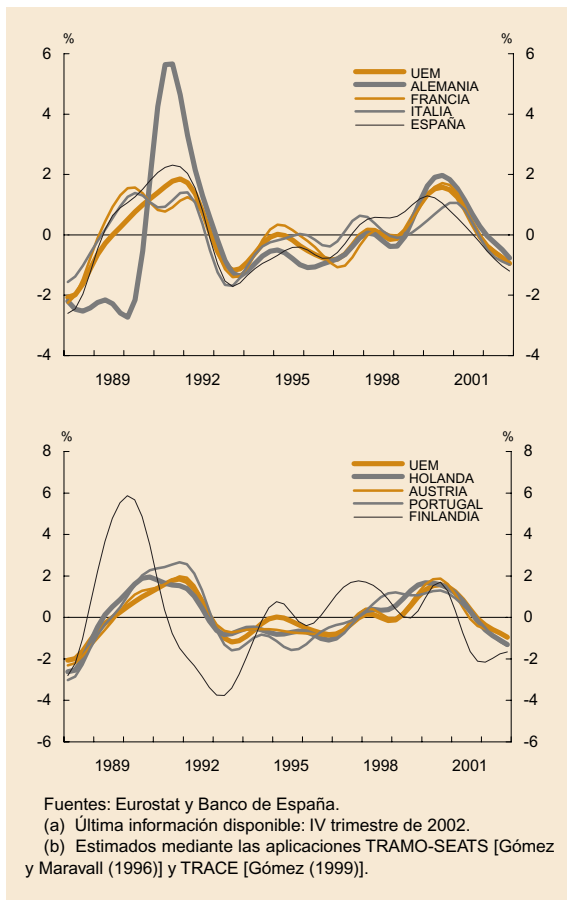 % %
6 6
UEM
ALEMANIA
4 4
FRANCIA
ITALIA
ESPAÑA
2 2
0 0
-2 -2
-4 -4
1989 1992 1995 1998 2001
% %
8 8
UEM
6 HOLANDA 6
AUSTRIA
PORTUGAL
FINLANDIA
4 4
2 2
0 0
-2 -2
-4 -4
-6 -6
1989 1992 1995 1998 2001
Fuentes: Eurostat y Banco de España.
(a) Última información disponible: IV trimestre de 2002.
(b) Estimados mediante las aplicaciones TRAMO-SEATS [Gómez
y Maravall (1996)] y TRACE [Gómez (1999)].